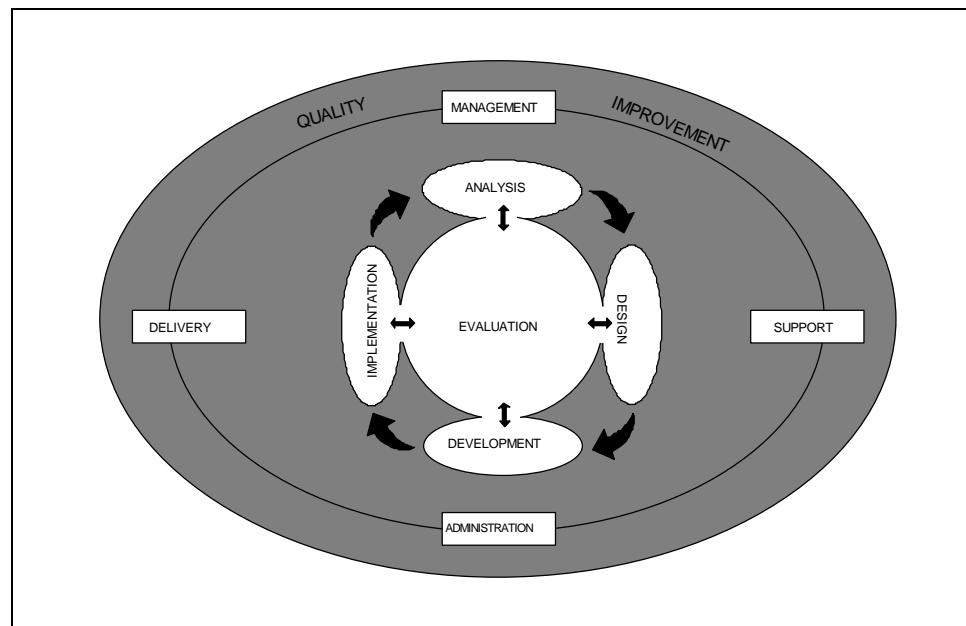 QUALITY
IMPROVEMENT
MANAGEMENT
ANALYSIS
IMPLEMENTATION
DESIGN
DELIVERY
EVALUATION
SUPPORT
DEVELOPMENT
ADMINISTRATION